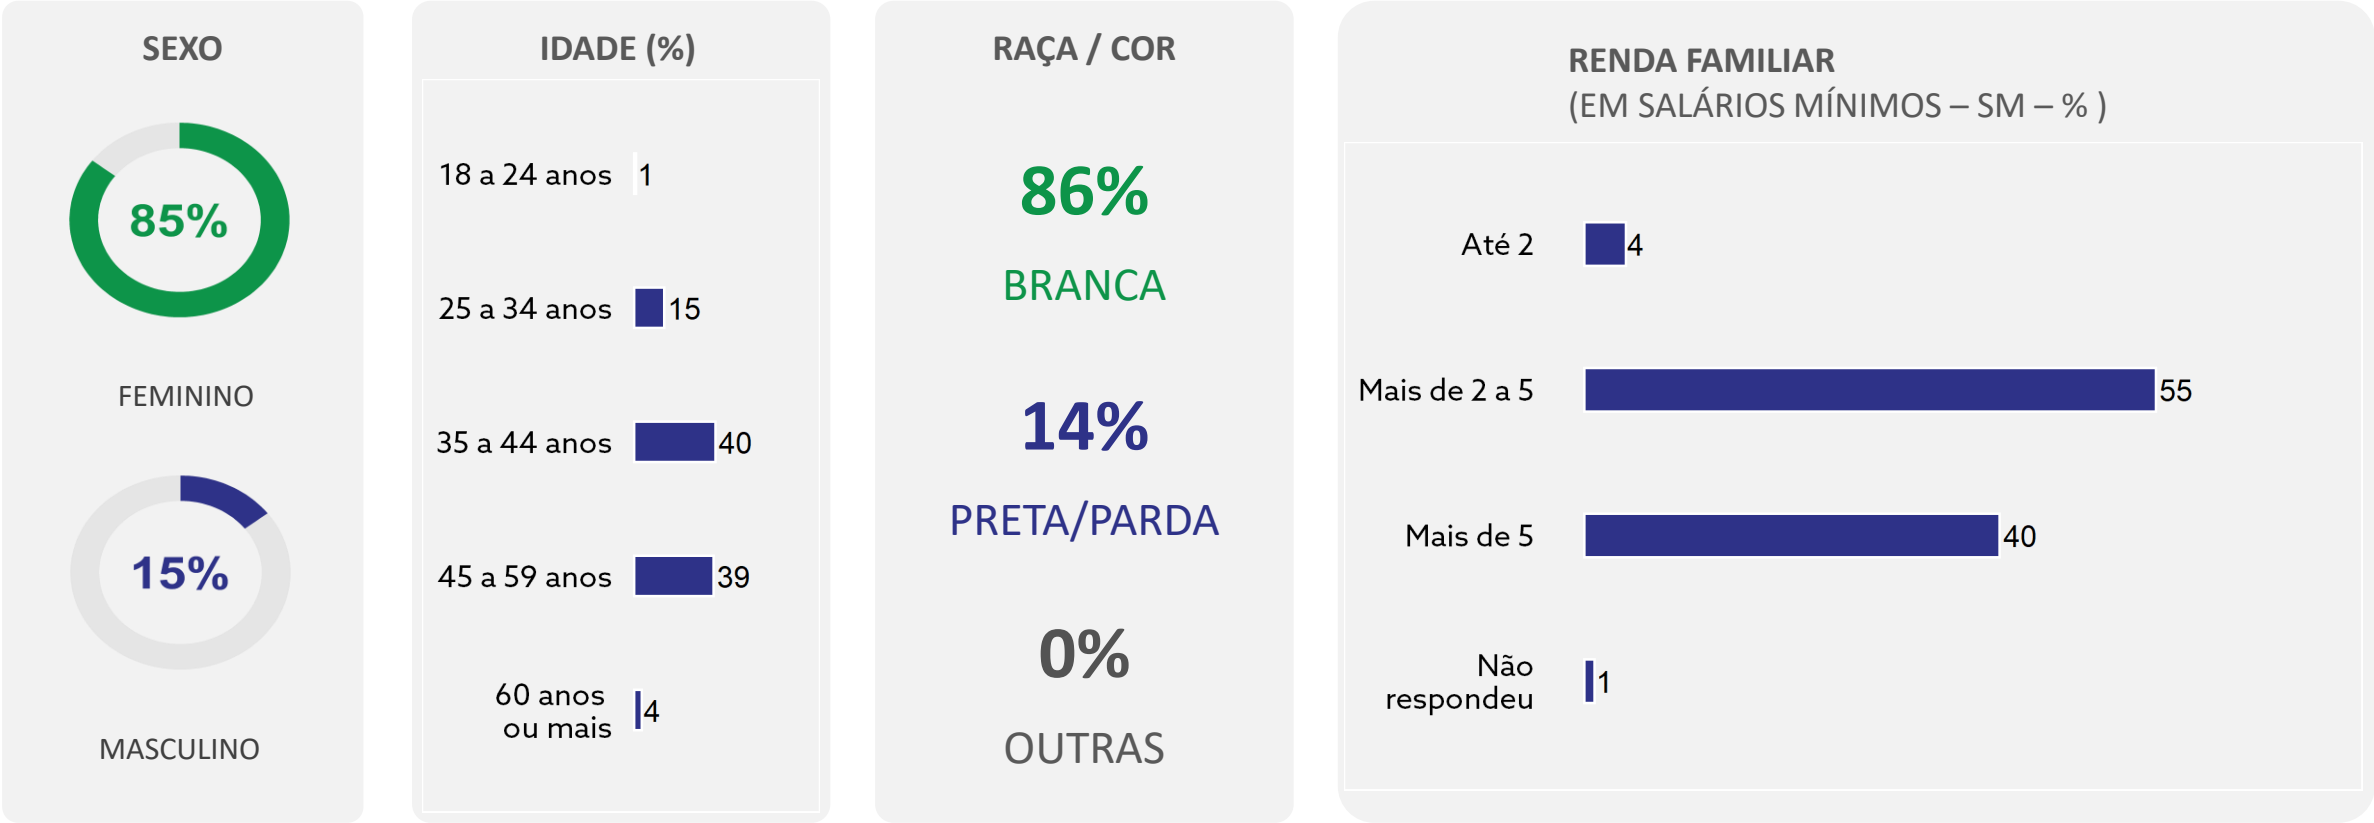 SEXO
85%
FEMININO
15%
MASCULINO
IDADE (%)
18 a 24 anos 1
25 a 34 anos 15
35 a 44 anos 40
45 a 59 anos 39
60 anos
ou mais 4
RAÇA / COR
86%
BRANCA
14%
PRETA/PARDA
0%
OUTRAS
RENDA FAMILIAR
(EM SALÁRIOS MÍNIMOS – SM – % )
Até 2 4
Mais de 2 a 5 55
Mais de 5 40
Não
respondeu 1